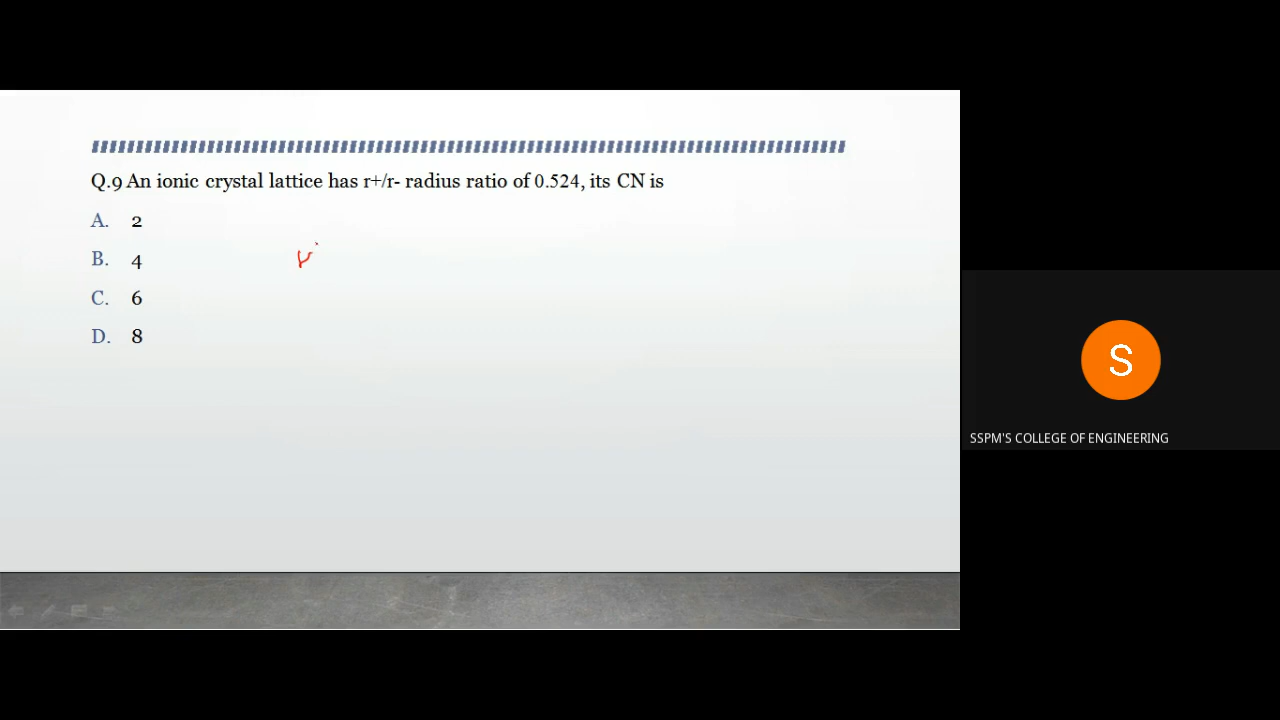 Q.9 An ionic crystal lattice has r+/r- radius ratio of 0.524, its CN is
A. 2
B. 4
C. 6
D. 8
S
SSPM'S COLLEGE OF ENGINEERING